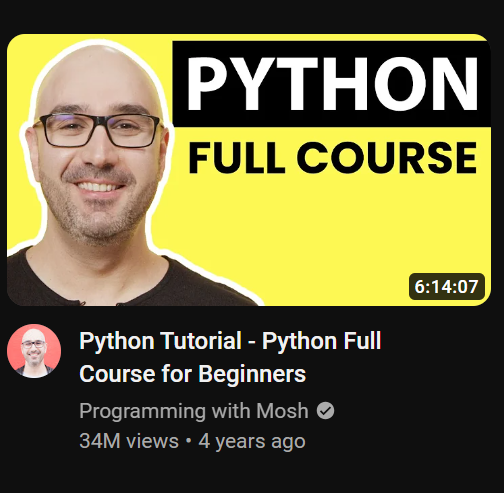 PYTHON
FULL COURSE
6:14:07
Python Tutorial - Python Full
Course for Beginners
Programming with Mosh
34M views • 4 years ago